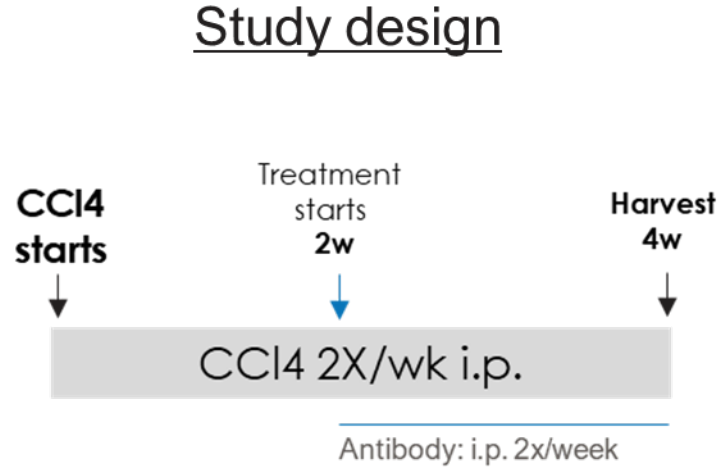 Study design
CCl4
starts
Treatment
starts
2w
Harvest
4w
CCl4 2X/wk i.p.
Antibody: i.p. 2x/week